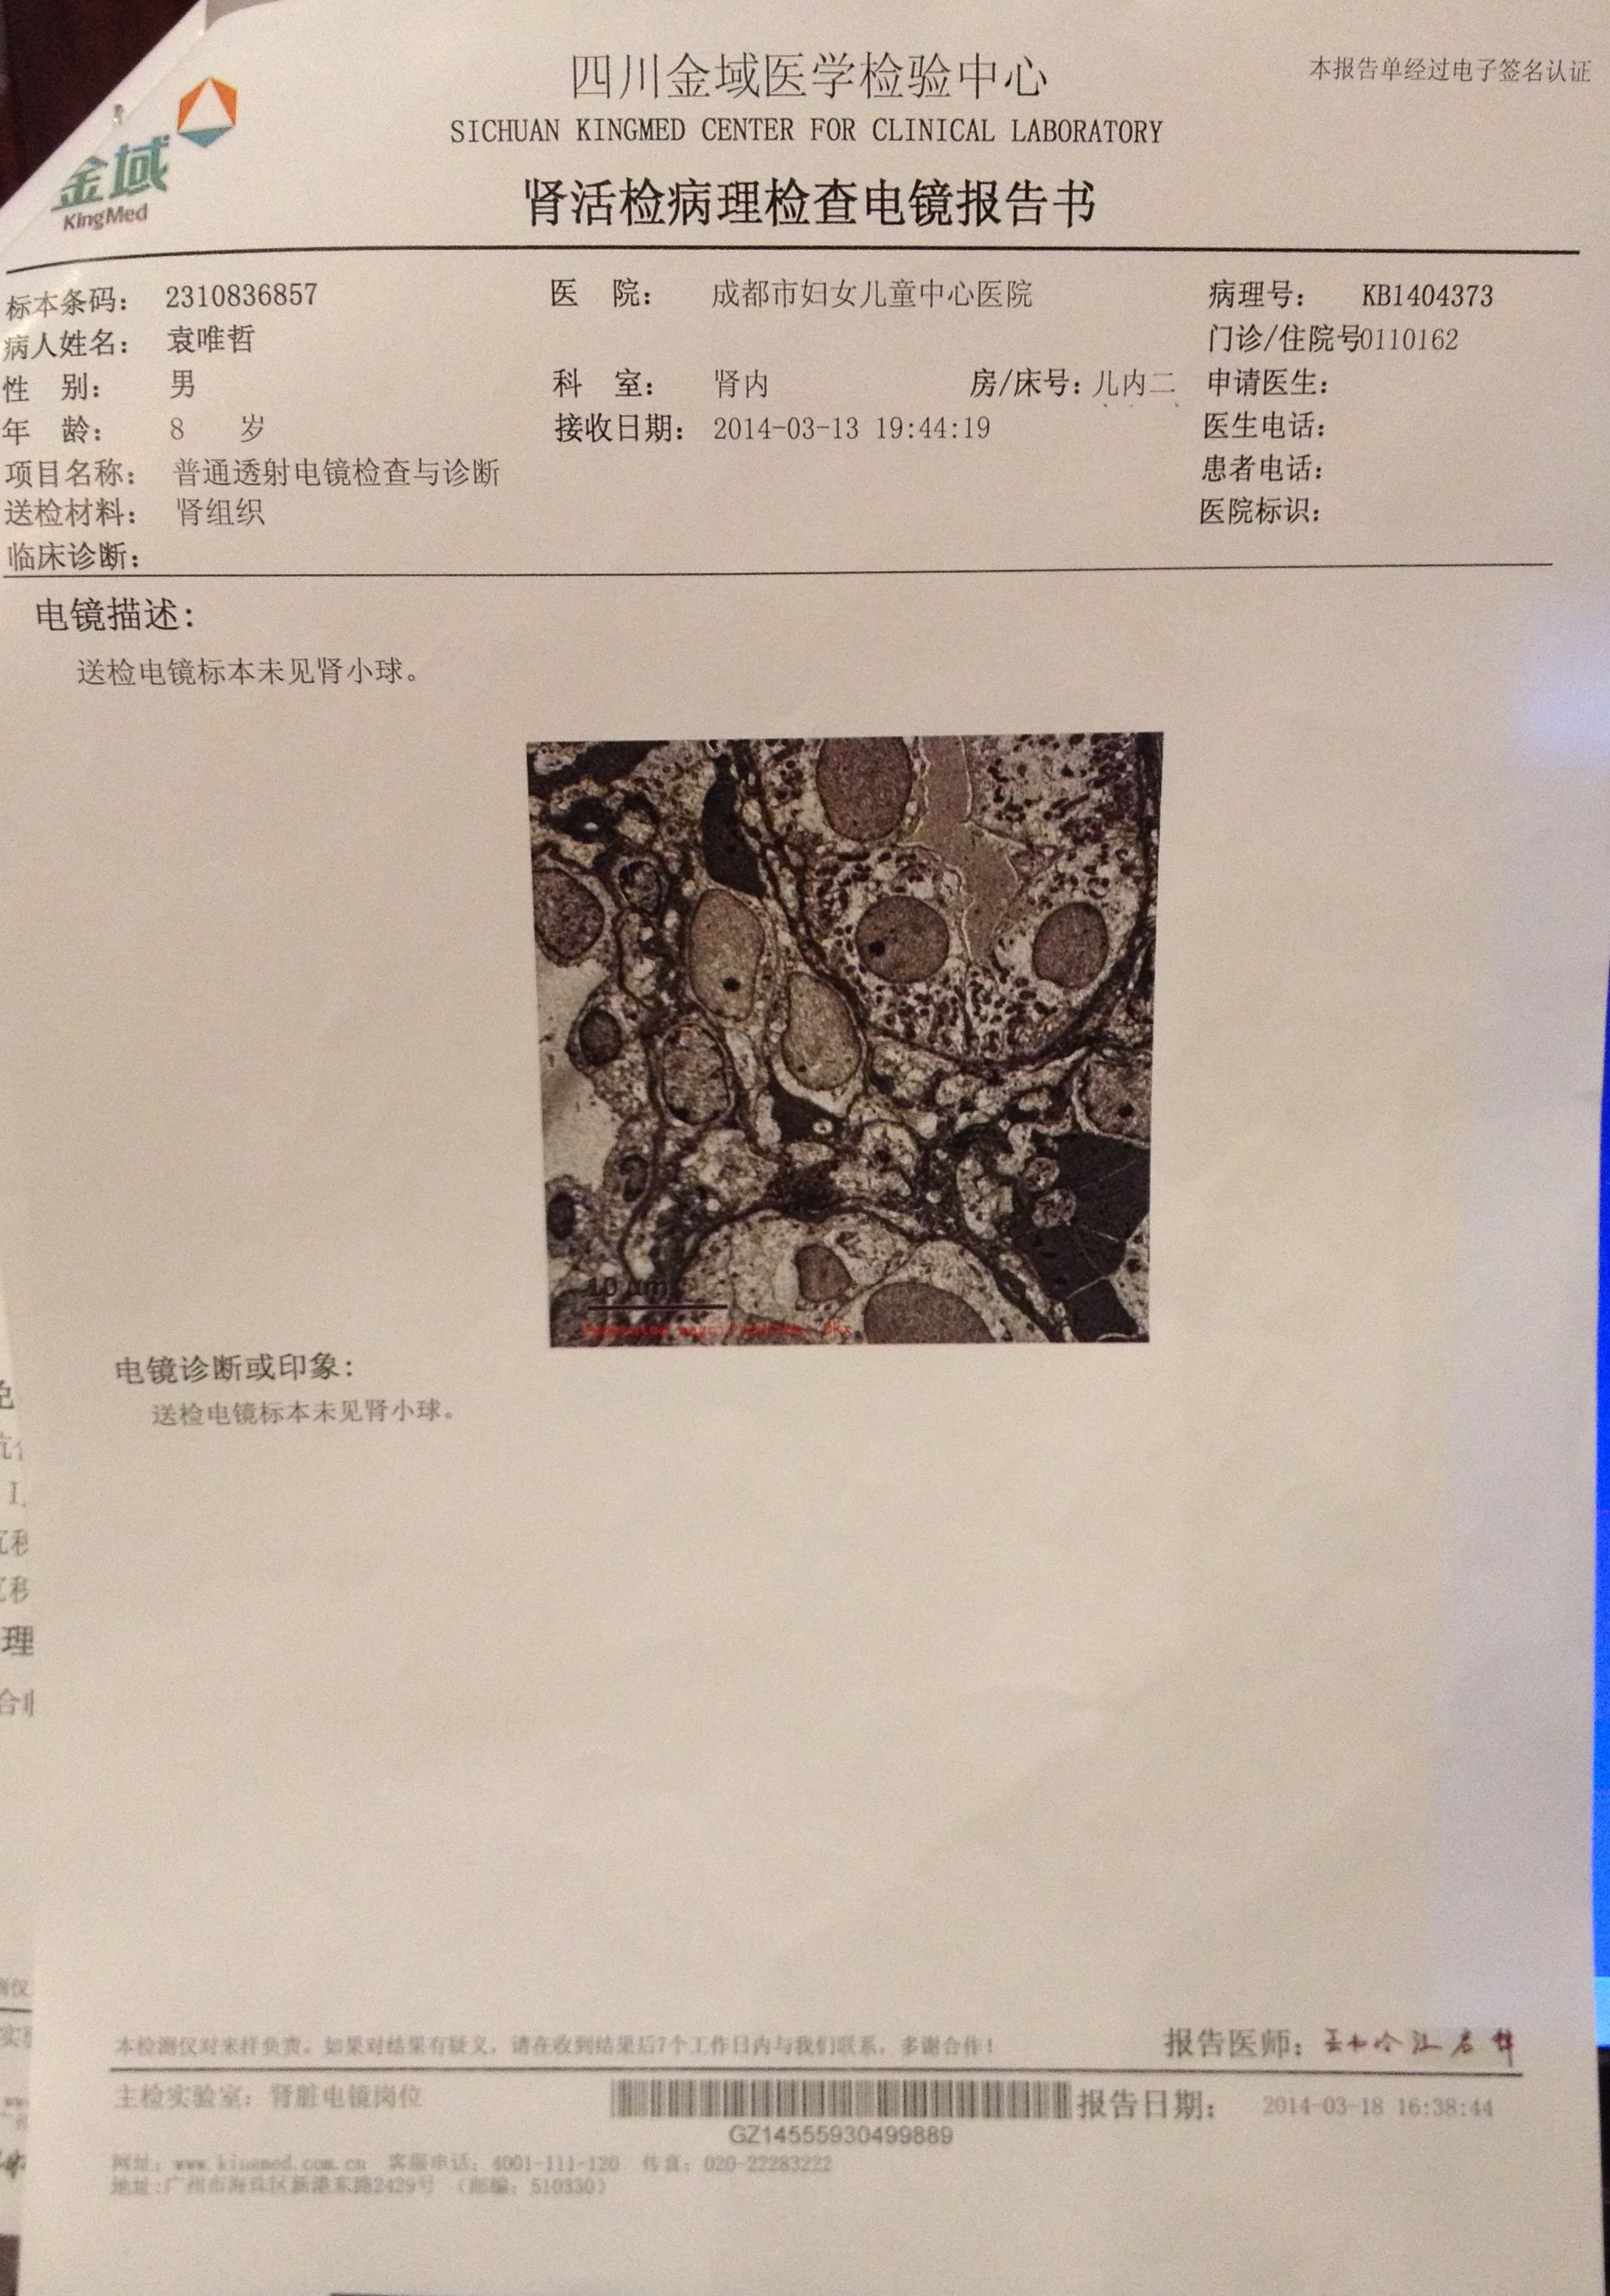 本报告单经过电子签名认证
四川金域医学检验中心
SICHUAN KINGMED CENTER FOR CLINICAL LABORATORY
金域
KingMed
肾活检病理检查电镜报告书
标本条码： 2310836857 医 院： 成都市妇女儿童中心医院 病理号： KB1404373
病人姓名： 袁唯哲 门诊/住院号0110162
性 别： 男 科 室： 肾内 房/床号：儿内二 申请医生：
年 龄： 8 岁 接收日期： 2014-03-13 19:44:19 医生电话：
项目名称： 普通透射电镜检查与诊断 患者电话：
送检材料： 肾组织 医院标识：
临床诊断：
电镜描述：
送检电镜标本未见肾小球。
10 μm
电镜诊断或印象：
送检电镜标本未见肾小球。
本检测仅对来样负责。如果对结果有疑义，请在收到结果后7个工作日内与我们联系，多谢合作！ 报告医师：
主检实验室：肾脏电镜岗位 报告日期： 2014-03-18 16:38:44
GZ14555930499889
网址：www.kingmed.com.cn 客服电话：4001-111-120 传真：020-22283222
地址:广州市海珠区新港东路2429号 （邮编：510330）